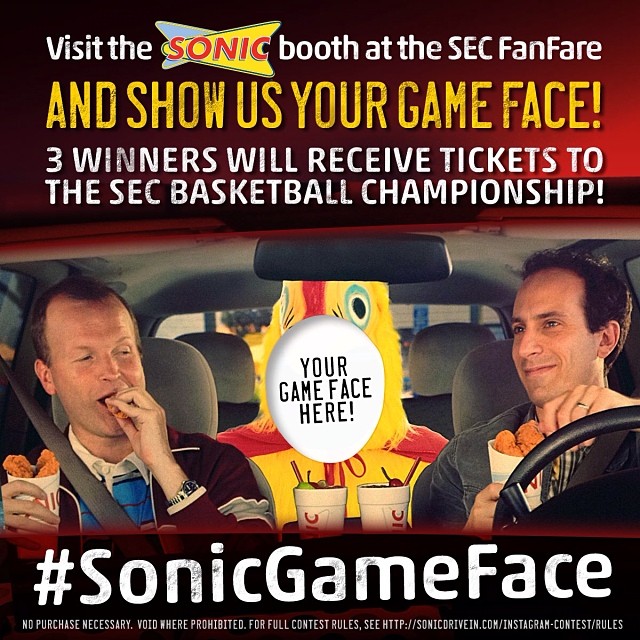 Visit the SONIC booth at the SEC FanFare
AND SHOW US YOUR GAME FACE!
3 WINNERS WILL RECEIVE TICKETS TO
THE SEC BASKETBALL CHAMPIONSHIP!
YOUR
GAME FACE
HERE!
#SonicGameFace
NO PURCHASE NECESSARY. VOID WHERE PROHIBITED. FOR FULL CONTEST RULES, SEE HTTP://SONICDRIVEIN.COM/INSTAGRAM-CONTEST/RULES